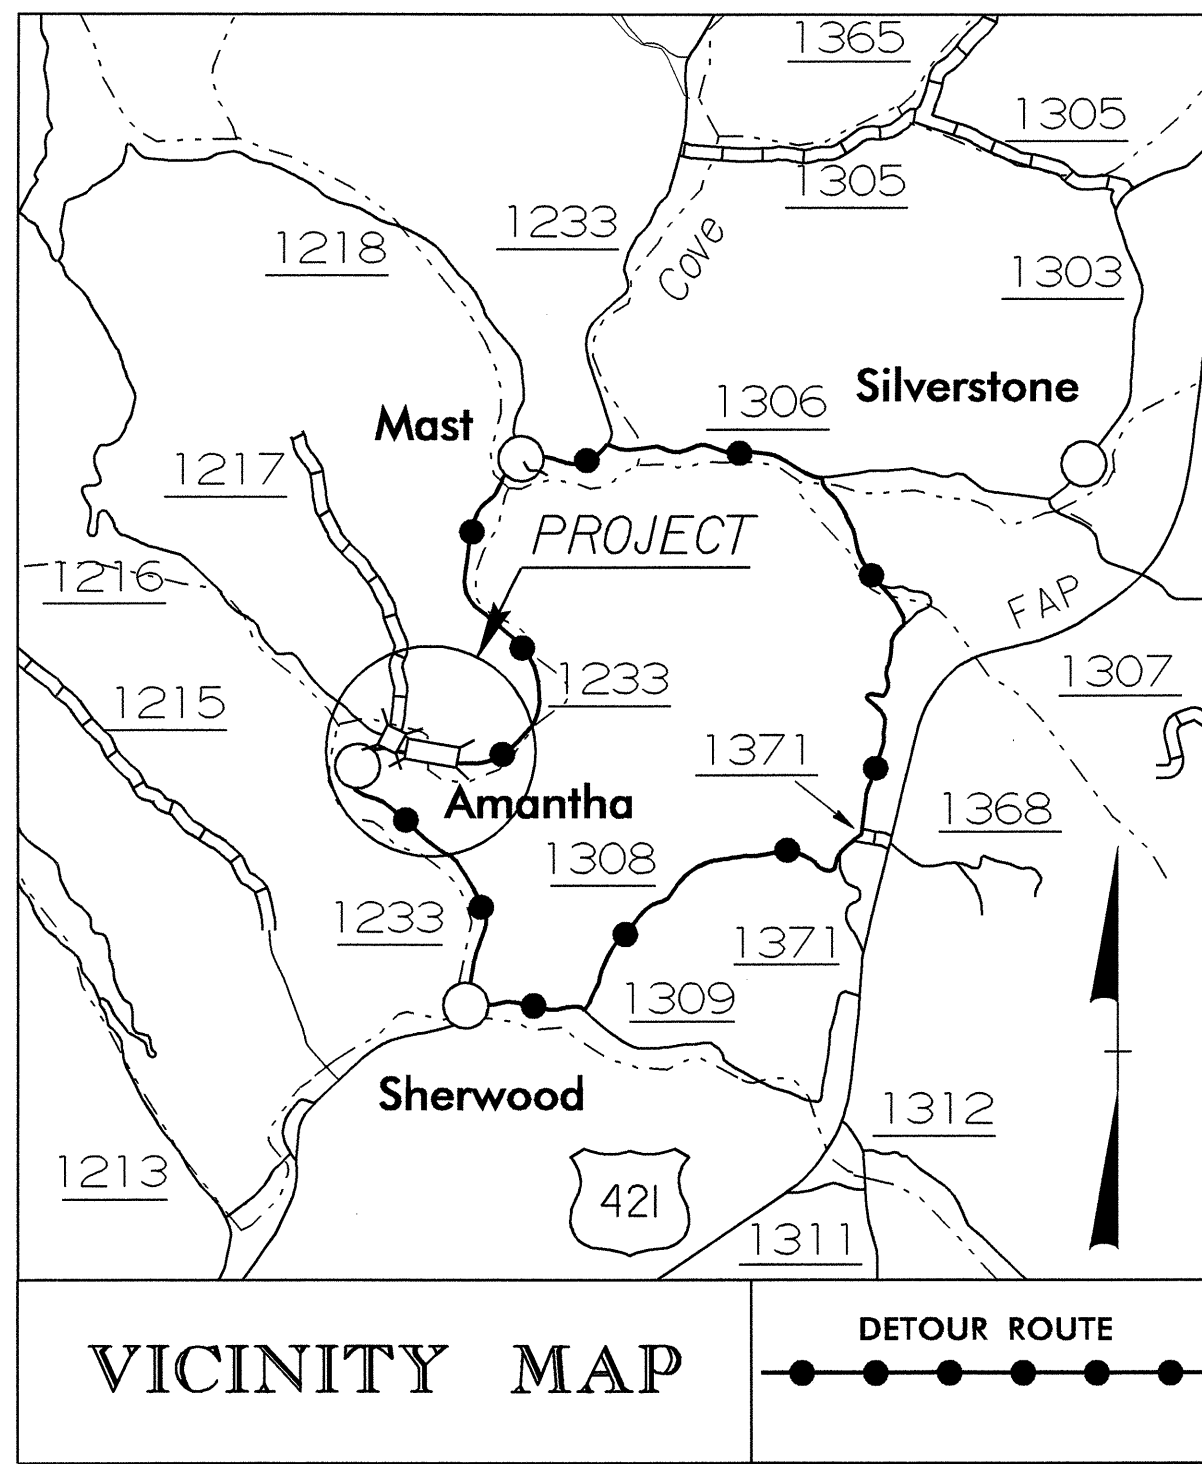 1365
1305
1305
1233
1218
Cove
1303
Silverstone
1306
Mast
1217
PROJECT
1216
FAP
1233
1307
1215
1371
Amantha
1368
1308
1233
1371
1309
Sherwood
1312
1213
421
1311
VICINITY MAP
DETOUR ROUTE